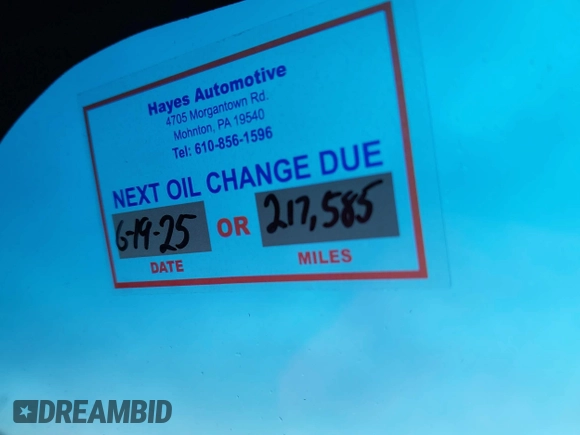 Hayes Automotive
4705 Morgantown Rd.
Mohnton, PA 19540
Tel: 610-856-1596
NEXT OIL CHANGE DUE
6-19-25 OR 217,585
DATE MILES
DREAMBID